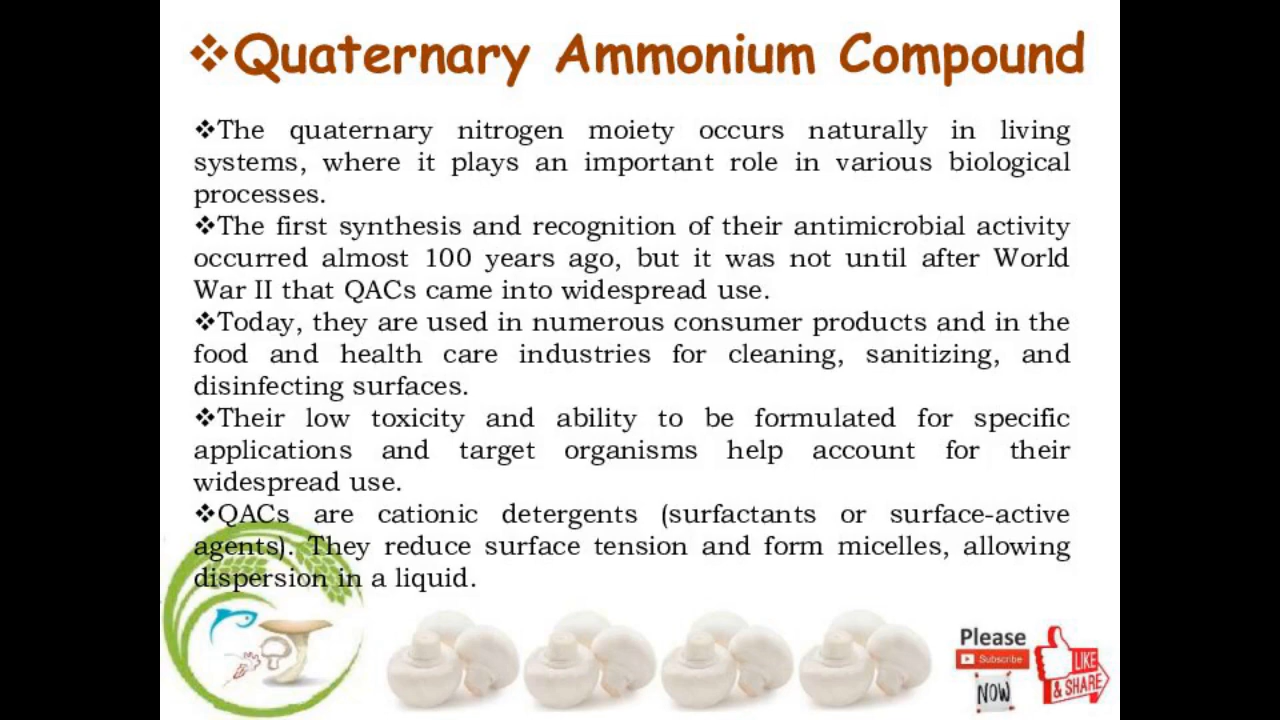 ❖Quaternary Ammonium Compound
❖The quaternary nitrogen moiety occurs naturally in living
systems, where it plays an important role in various biological
processes.
❖The first synthesis and recognition of their antimicrobial activity
occurred almost 100 years ago, but it was not until after World
War II that QACs came into widespread use.
❖Today, they are used in numerous consumer products and in the
food and health care industries for cleaning, sanitizing, and
disinfecting surfaces.
❖Their low toxicity and ability to be formulated for specific
applications and target organisms help account for their
widespread use.
❖QACs are cationic detergents (surfactants or surface-active
agents). They reduce surface tension and form micelles, allowing
dispersion in a liquid.
Please
Subscribe
NOW
LIKE
& SHARE